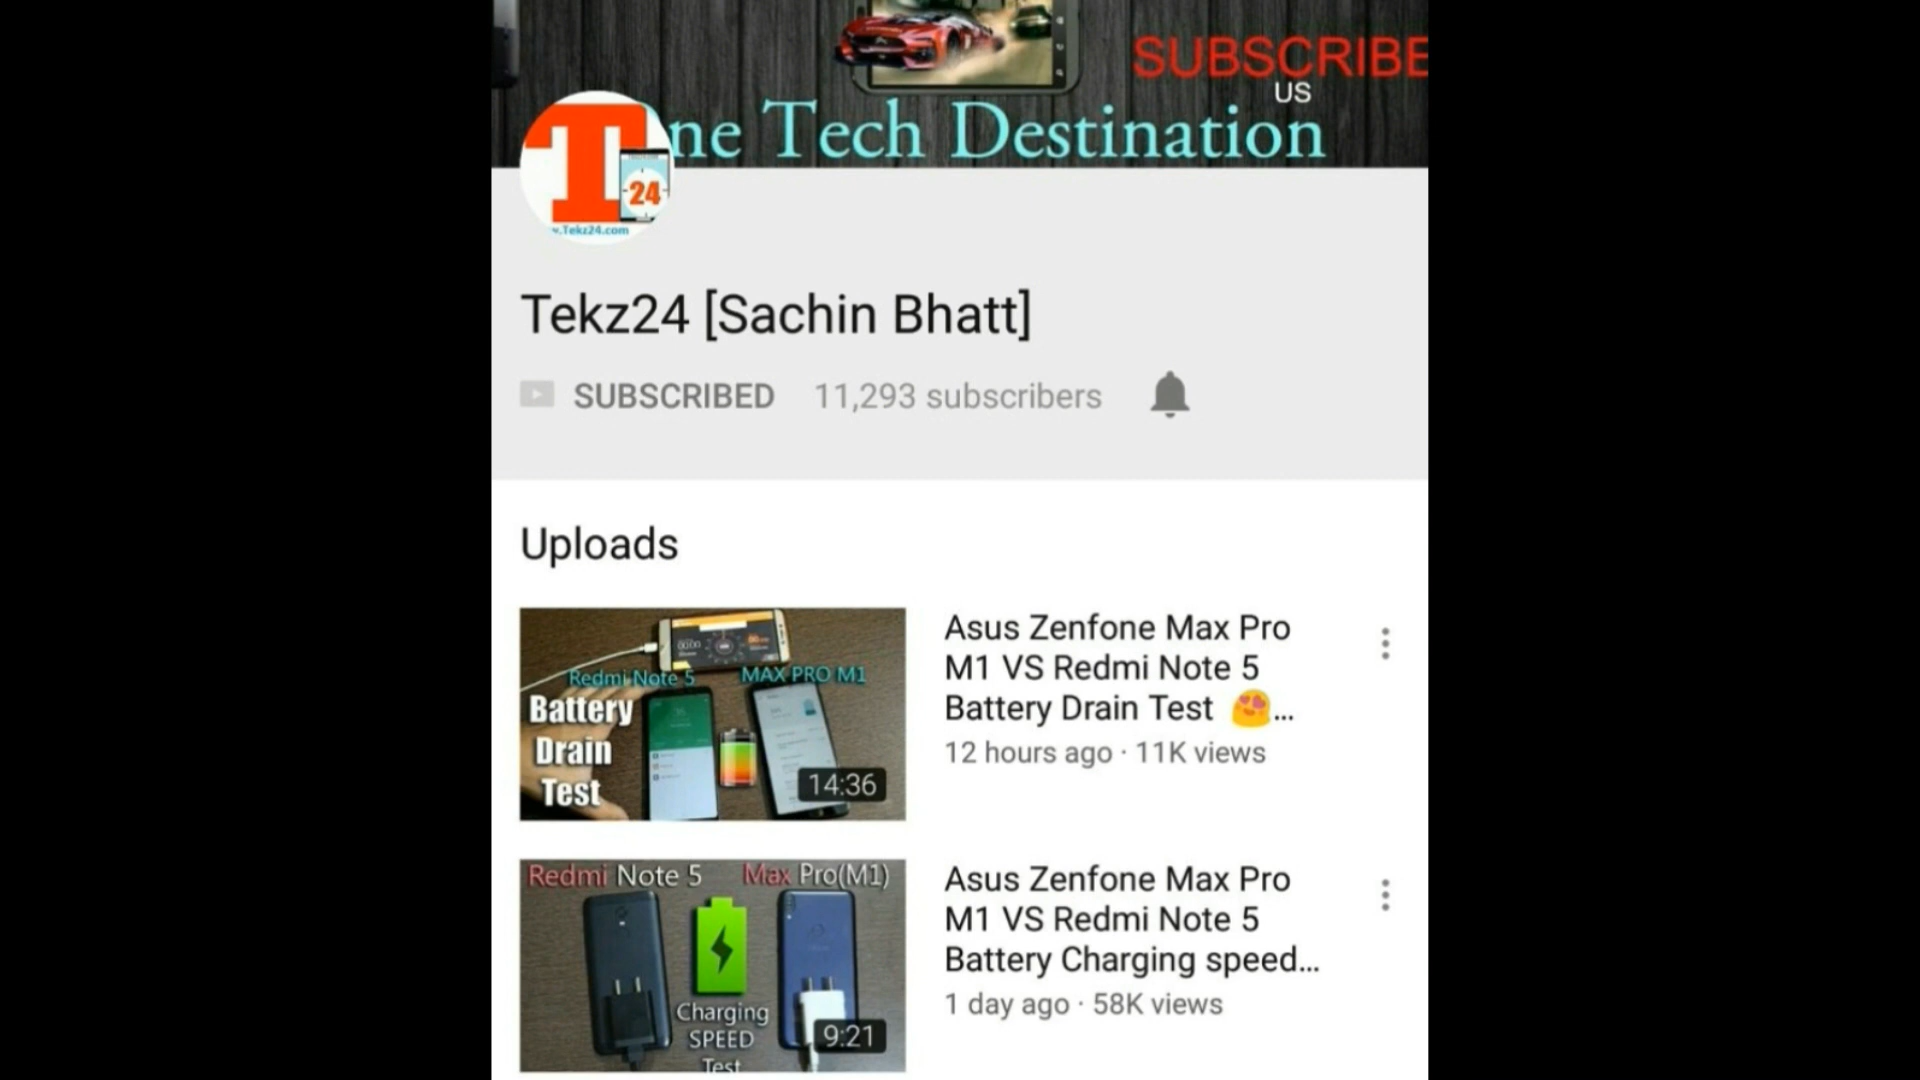 SUBSCRIBE
US
ne Tech Destination
T
24
.Tekz24.com
Tekz24 [Sachin Bhatt]
SUBSCRIBED 11,293 subscribers
Uploads
Redmi Note 5 MAX PRO M1
Battery
Drain
Test
14:36
Asus Zenfone Max Pro
M1 VS Redmi Note 5
Battery Drain Test 😍...
12 hours ago · 11K views
Redmi Note 5 Max Pro(M1)
Charging
SPEED
Test
9:21
Asus Zenfone Max Pro
M1 VS Redmi Note 5
Battery Charging speed...
1 day ago · 58K views